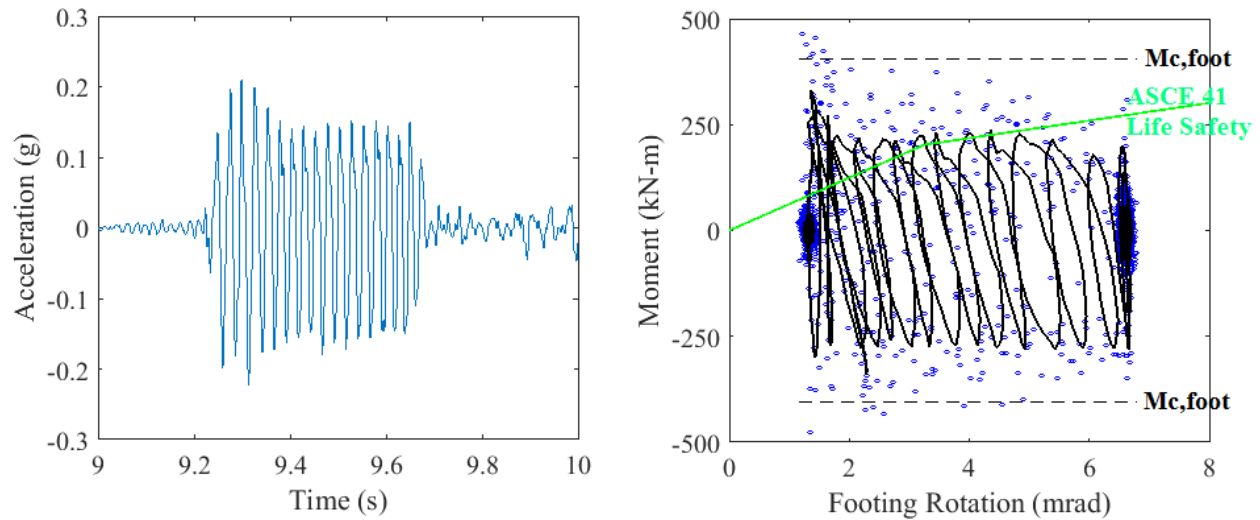 0.3
0.2
0.1
0
-0.1
-0.2
-0.3
Acceleration (g)
9
9.2
9.4
9.6
9.8
10
Time (s)
500
250
0
-250
-500
Moment (kN-m)
Mc,foot
ASCE 41
Life Safety
Mc,foot
0
2
4
6
8
Footing Rotation (mrad)